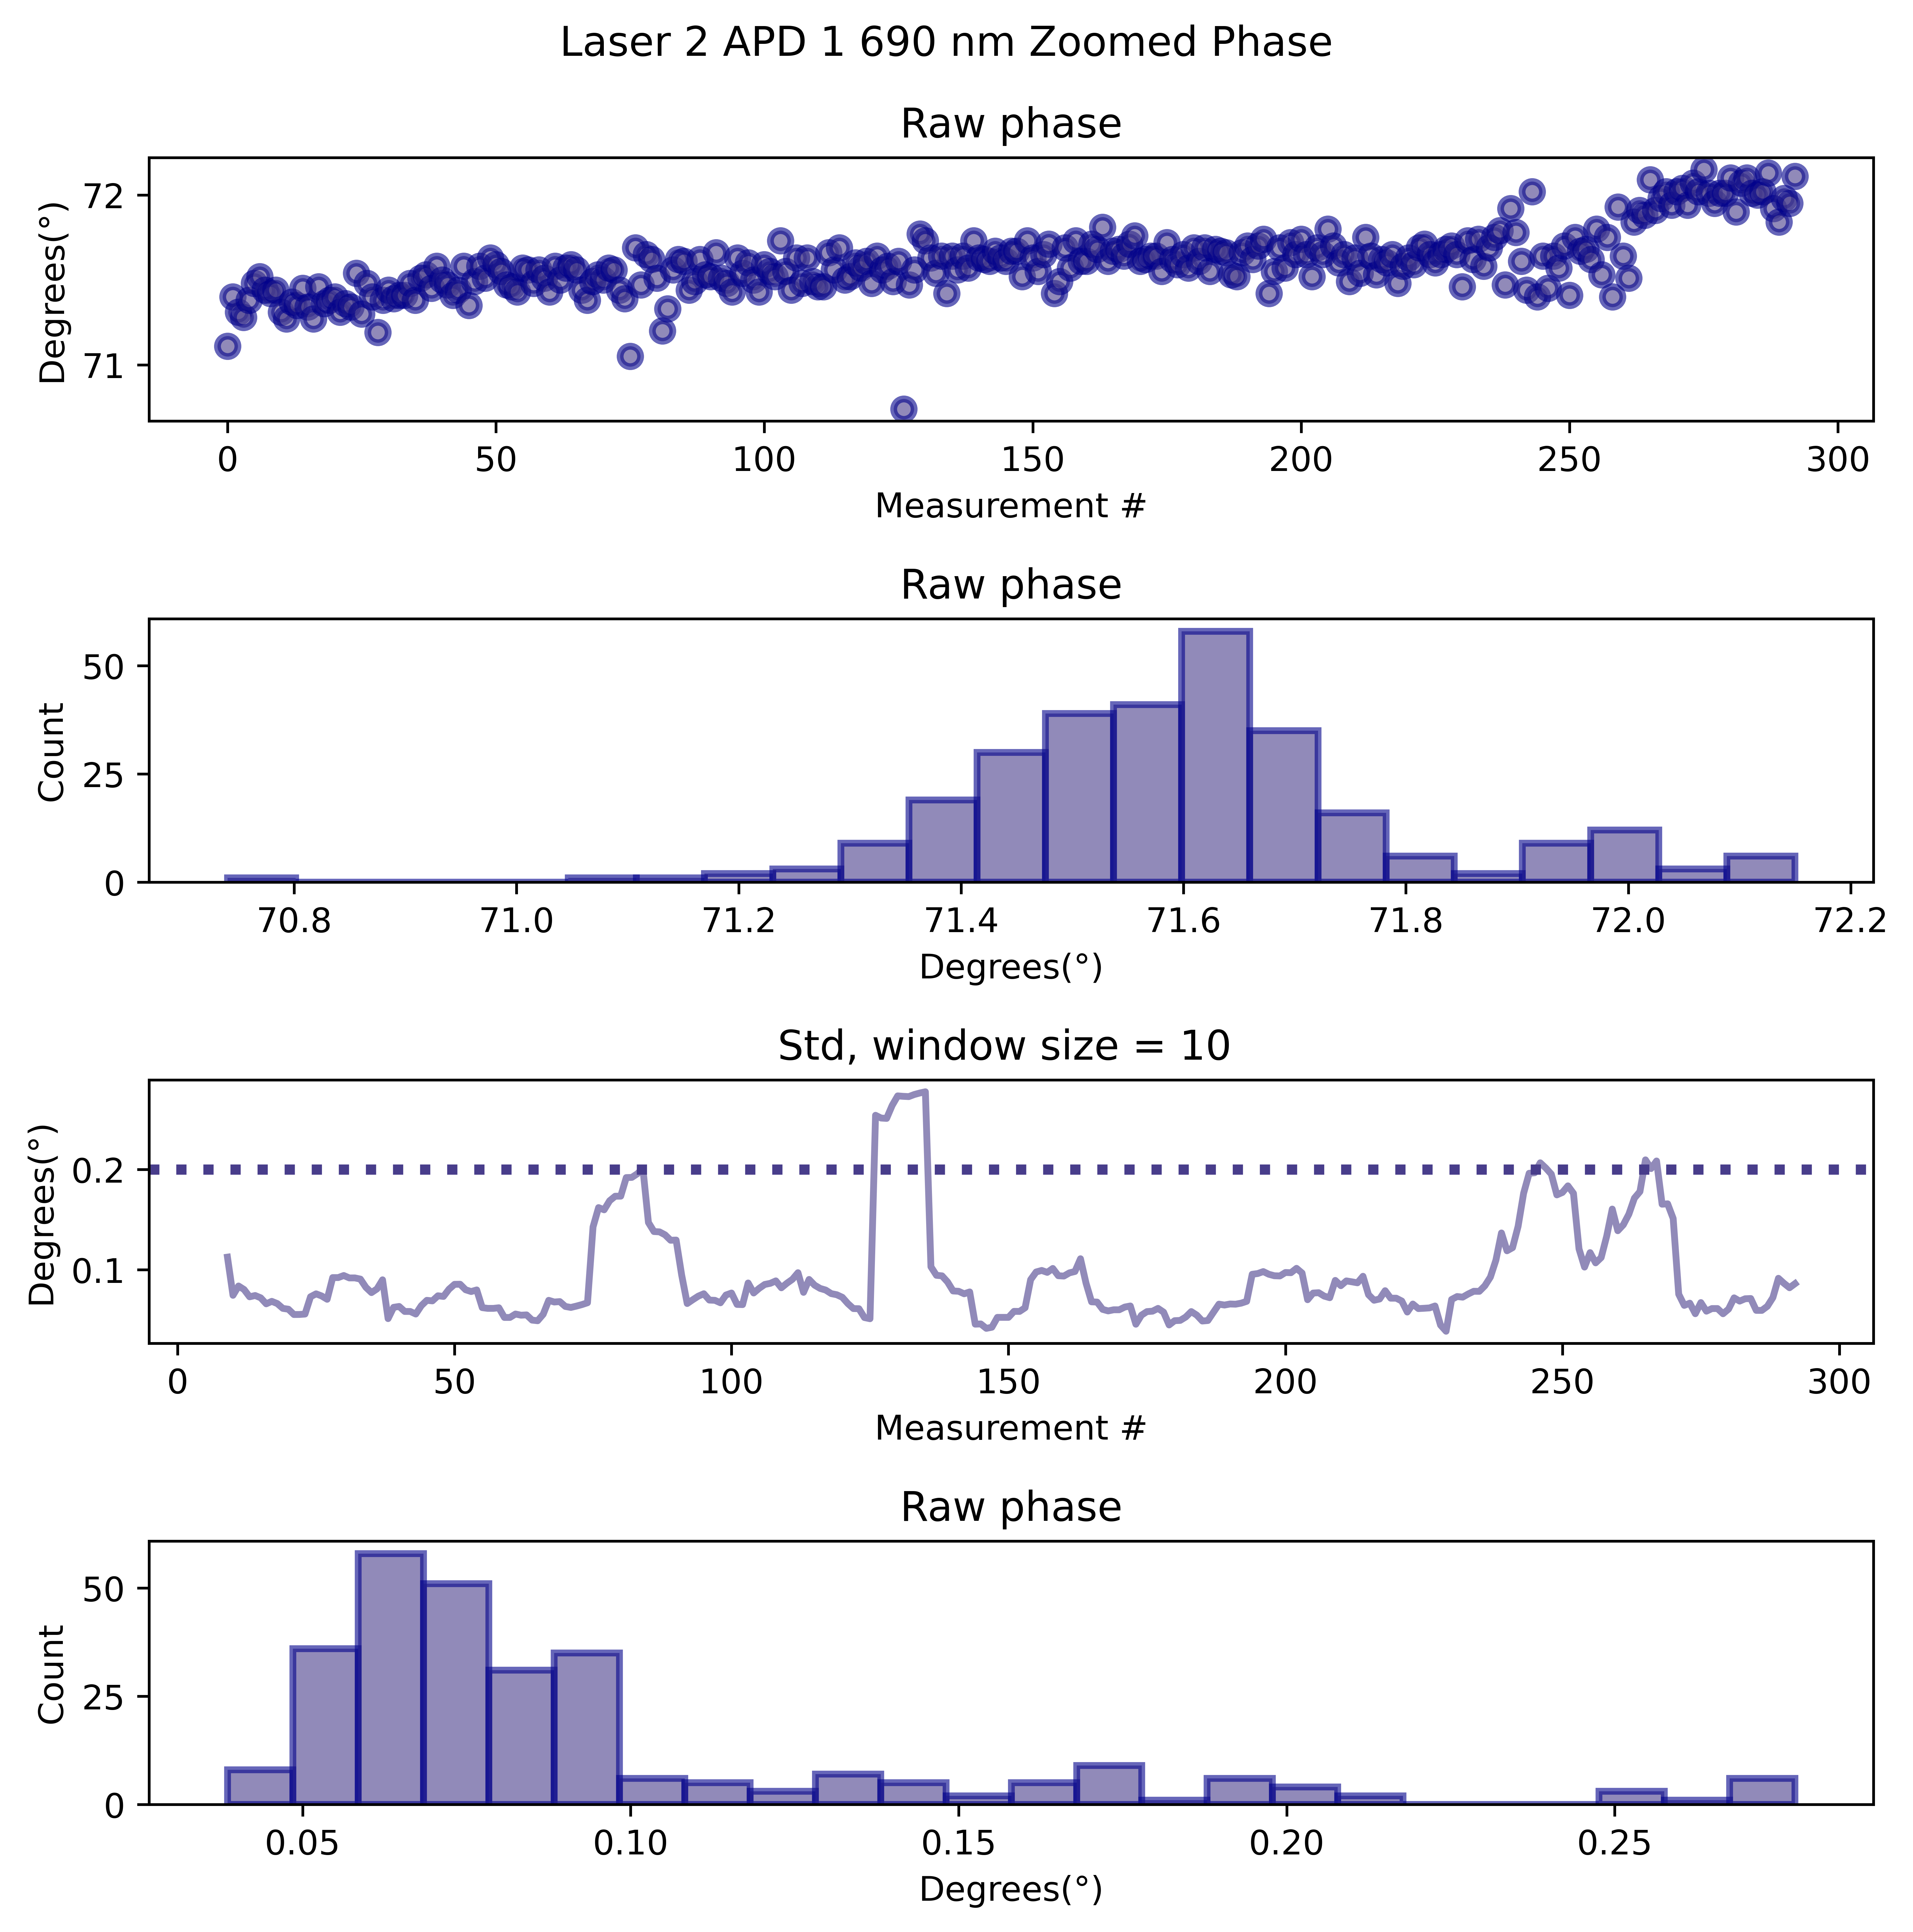 Laser 2 APD 1 690 nm Zoomed Phase
Raw phase
72
71
Degrees(°)
0 50 100 150 200 250 300
Measurement #
Raw phase
50
25
0
Count
70.8 71.0 71.2 71.4 71.6 71.8 72.0 72.2
Degrees(°)
Std, window size = 10
0.2
0.1
Degrees(°)
0 50 100 150 200 250 300
Measurement #
Raw phase
50
25
0
Count
0.05 0.10 0.15 0.20 0.25
Degrees(°)